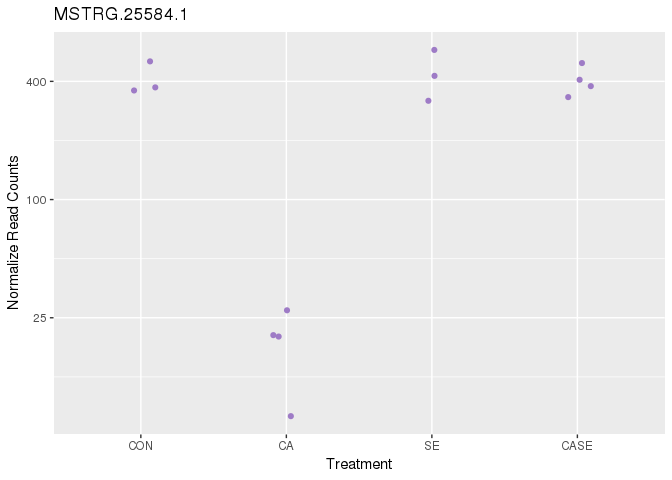 MSTRG.25584.1
Normalize Read Counts
400
100
25
CON
CA
SE
CASE
Treatment